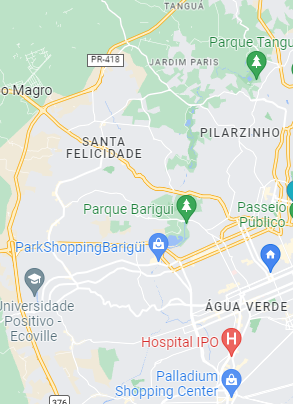 TANGUÁ
Parque Tangu
PR-418
JARDIM PARIS
o Magro
PILARZINHO
SANTA
FELICIDADE
Parque Barigui
Passeio
Público
ParkShoppingBarigüi
Universidade
Positivo -
Ecoville
ÁGUA VERDE
Hospital IPO
Palladium
Shopping Center
376